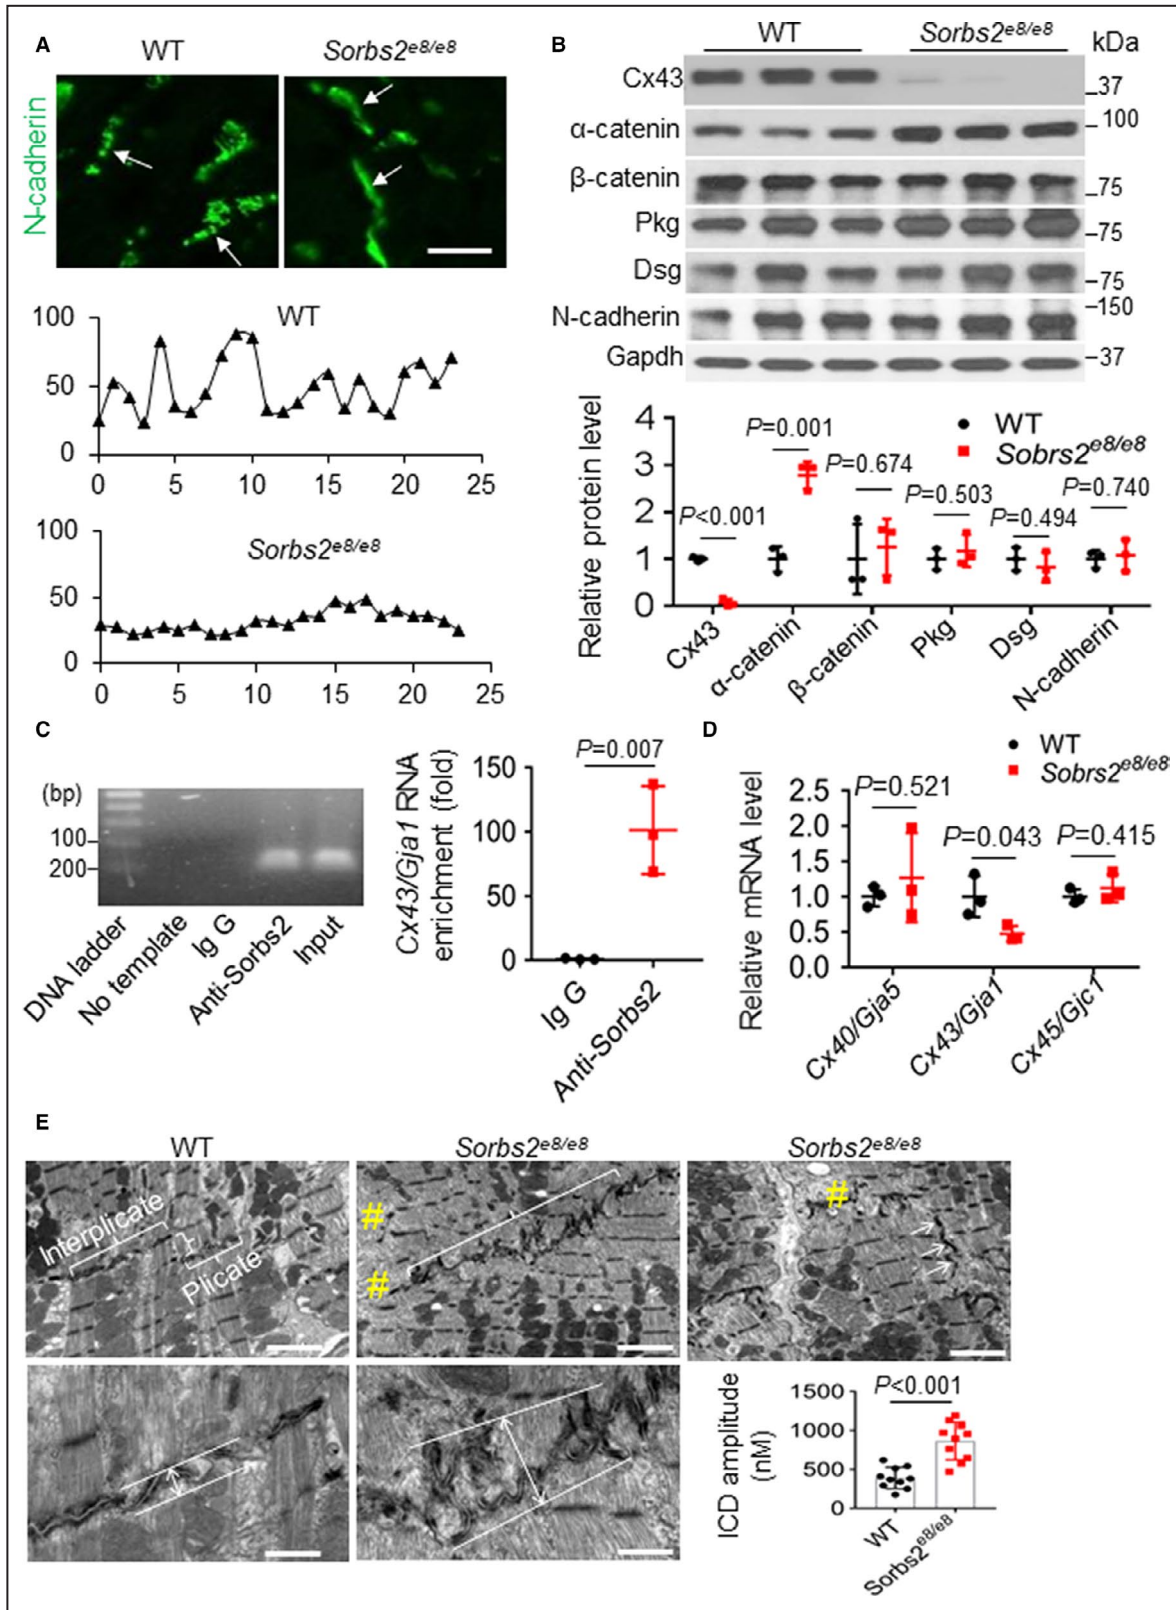 A
WT
Sorbs2e8/e8
N-cadherin
WT
100
50
0
0 5 10 15 20 25
Sorbs2e8/e8
100
50
0
0 5 10 15 20 25
B
WT
Sorbs2e8/e8
kDa
Cx43
37
α-catenin
100
β-catenin
75
Pkg
75
Dsg
75
N-cadherin
150
Gapdh
37
Relative protein level
4
3
2
1
0
WT
Sobrs2e8/e8
P<0.001
P=0.001
P=0.674
P=0.503
P=0.494
P=0.740
Cx43
α-catenin
β-catenin
Pkg
Dsg
N-cadherin
C
(bp)
100
200
DNA ladder
No template
Ig G
Anti-Sorbs2
Input
Cx43/Gja1 RNA
enrichment (fold)
150
100
50
0
P=0.007
Ig G
Anti-Sorbs2
D
WT
Sobrs2e8/e8
Relative mRNA level
2.5
2.0
1.5
1.0
0.5
0.0
P=0.521
P=0.043
P=0.415
Cx40/Gja5
Cx43/Gja1
Cx45/Gjc1
E
WT
Sorbs2e8/e8
Sorbs2e8/e8
Interplicate
Plicate
#
#
#
ICD amplitude
(nM)
1500
1000
500
0
P<0.001
WT
Sorbs2e8/e8